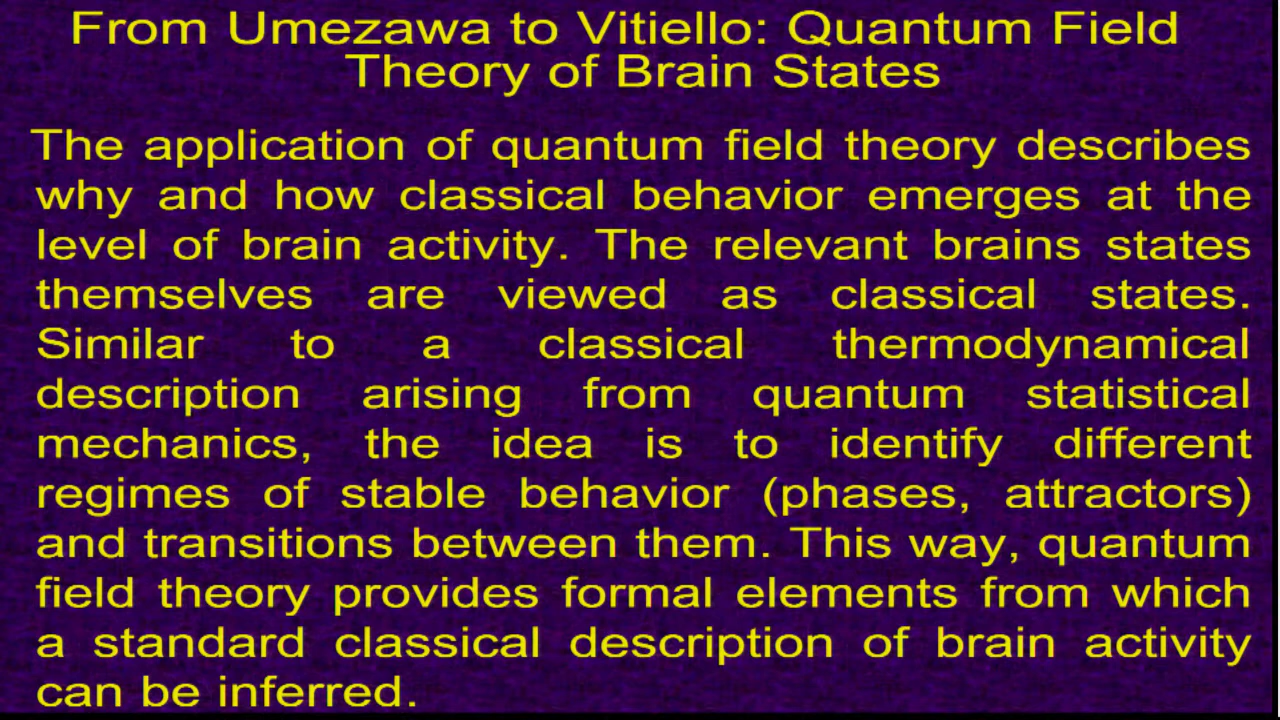 From Umezawa to Vitiello: Quantum Field
Theory of Brain States
The application of quantum field theory describes
why and how classical behavior emerges at the
level of brain activity. The relevant brains states
themselves are viewed as classical states.
Similar to a classical thermodynamical
description arising from quantum statistical
mechanics, the idea is to identify different
regimes of stable behavior (phases, attractors)
and transitions between them. This way, quantum
field theory provides formal elements from which
a standard classical description of brain activity
can be inferred.